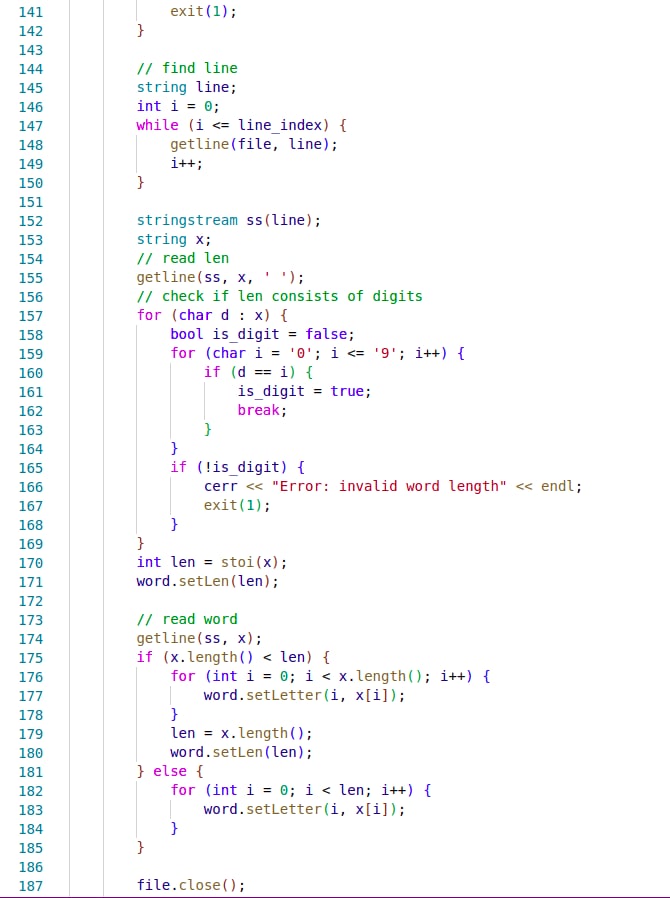 141             exit(1);
142         }
143
144         // find line
145         string line;
146         int i = 0;
147         while (i <= line_index) {
148             getline(file, line);
149             i++;
150         }
151
152         stringstream ss(line);
153         string x;
154         // read len
155         getline(ss, x, ' ');
156         // check if len consists of digits
157         for (char d : x) {
158             bool is_digit = false;
159             for (char i = '0'; i <= '9'; i++) {
160                 if (d == i) {
161                     is_digit = true;
162                     break;
163                 }
164             }
165             if (!is_digit) {
166                 cerr << "Error: invalid word length" << endl;
167                 exit(1);
168             }
169         }
170         int len = stoi(x);
171         word.setLen(len);
172
173         // read word
174         getline(ss, x);
175         if (x.length() < len) {
176             for (int i = 0; i < x.length(); i++) {
177                 word.setLetter(i, x[i]);
178             }
179             len = x.length();
180             word.setLen(len);
181         } else {
182             for (int i = 0; i < len; i++) {
183                 word.setLetter(i, x[i]);
184             }
185         }
186
187         file.close();